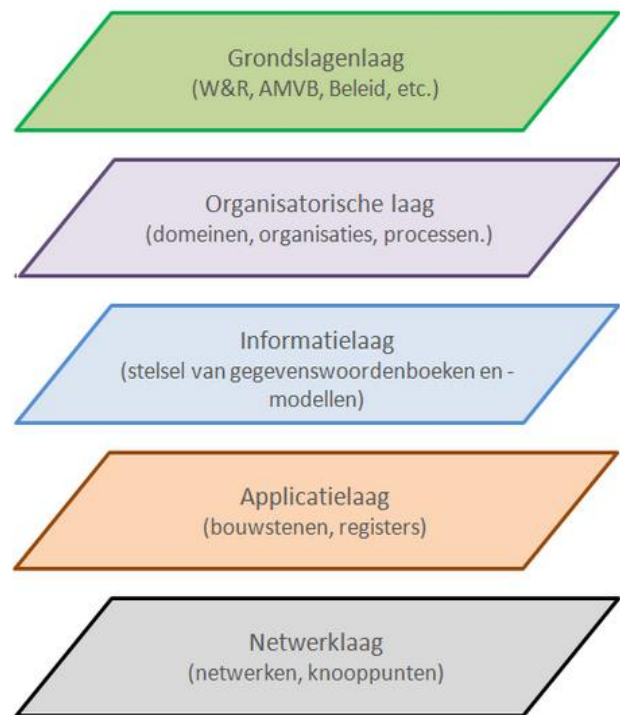 Grondslagenlaag
(W&R, AMVB, Beleid, etc.)
Organisatorische laag
(domeinen, organisaties, processen.)
Informatielaag
(stelsel van gegevenswoordenboeken en -
modellen)
Applicatielaag
(bouwstenen, registers)
Netwerklaag
(netwerken, knooppunten)